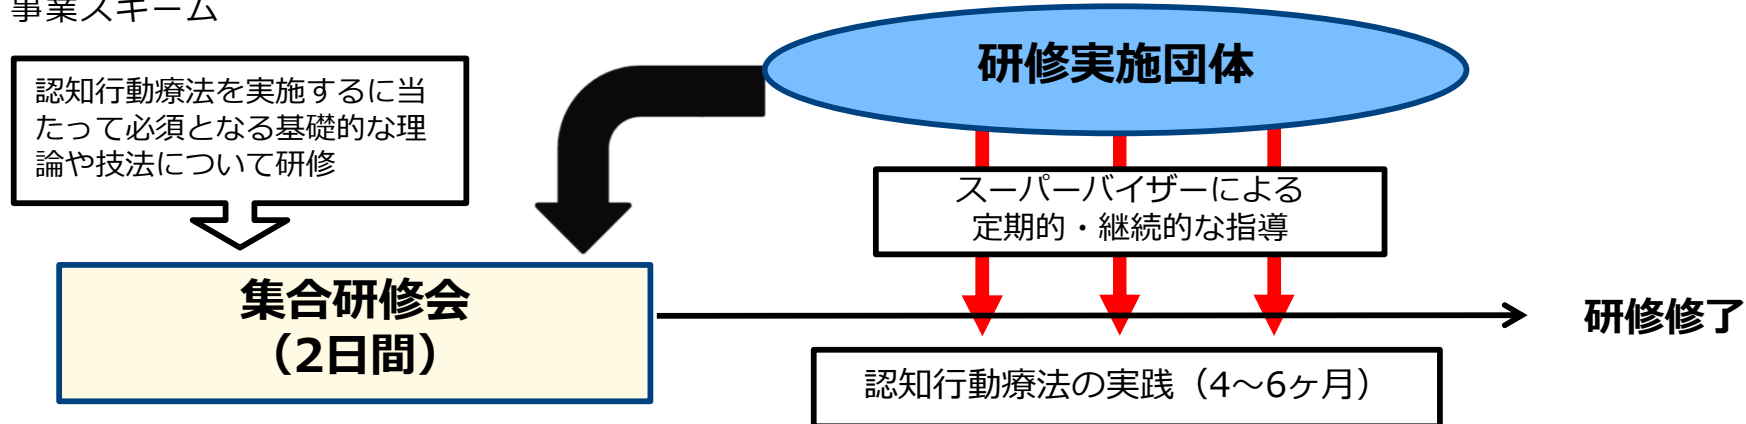 事業スキーム
研修実施団体
認知行動療法を実施するに当
たって必須となる基礎的な理
論や技法について研修
スーパーバイザーによる
定期的・継続的な指導
集合研修会
（2日間）
研修修了
認知行動療法の実践（4～6ヶ月）